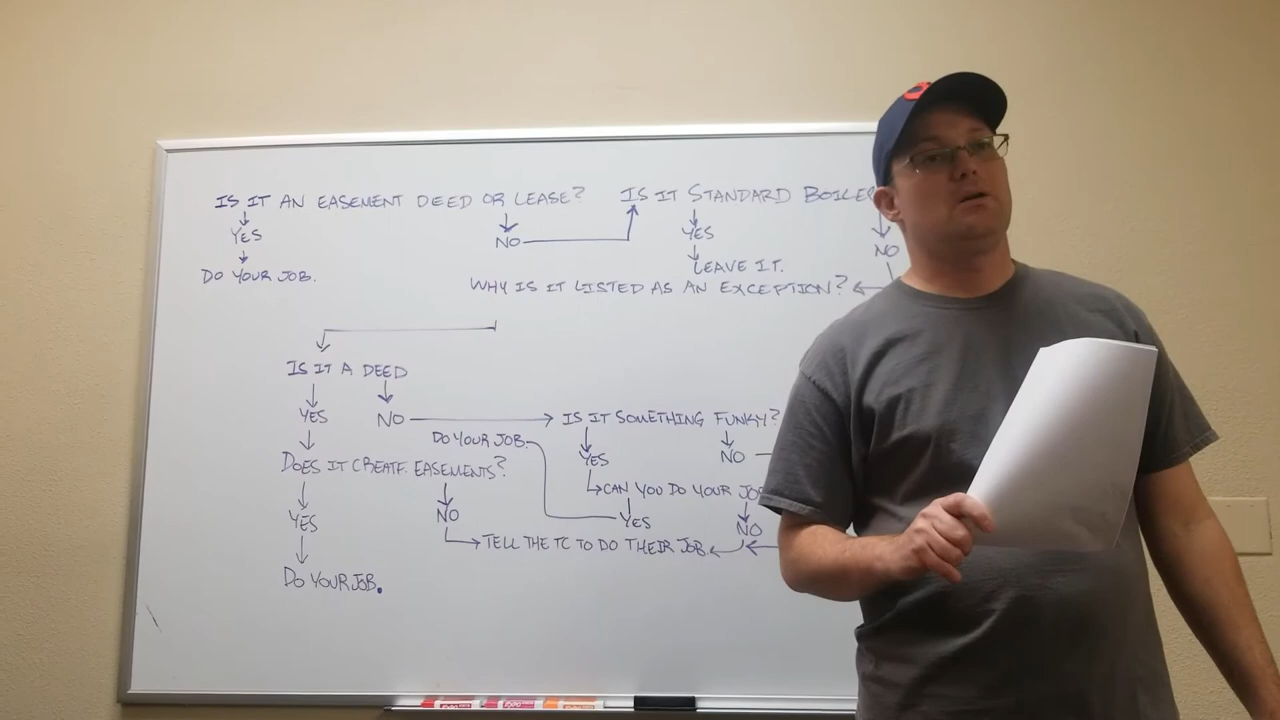 IS IT AN EASEMENT DEED OR LEASE?
IS IT STANDARD
YES
NO
YES
NO
DO YOUR JOB.
LEAVE IT.
WHY IS IT LISTED AS AN EXCEPTION?
IS IT A DEED
YES
NO
IS IT SOMETHING FUNKY?
DO YOUR JOB.
YES
NO
DOES IT CREATE EASEMENTS?
CAN YOU DO YOUR
YES
NO
YES
NO
TELL THE TC TO DO THEIR JOB
DO YOUR JOB.